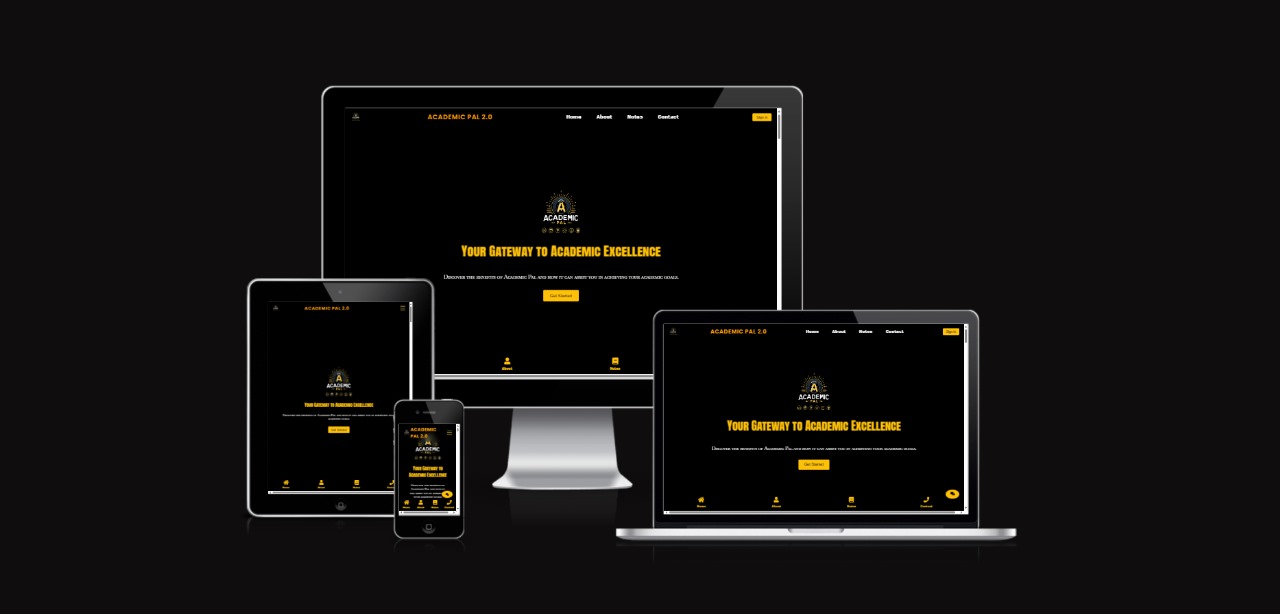 ACADEMIC PAL 2.0
Home About Notes Contact
Sign in
ACADEMIC
PAL
Your Gateway to Academic Excellence
Discover the benefits of Academic Pal and how it can assist you in achieving your academic goals.
Get Started
About
Notes
ACADEMIC PAL 2.0
ACADEMIC
PAL
Your Gateway to Academic Excellence
Get Started
Home About Notes
ACADEMIC
PAL 2.0
ACADEMIC
PAL
Your Gateway to
Academic Excellence
Home About Notes Contact
ACADEMIC PAL 2.0
Home About Notes Contact
Sign in
ACADEMIC
PAL
Your Gateway to Academic Excellence
Discover the benefits of Academic Pal and how it can assist you in achieving your academic goals.
Get Started
Home About Notes Contact